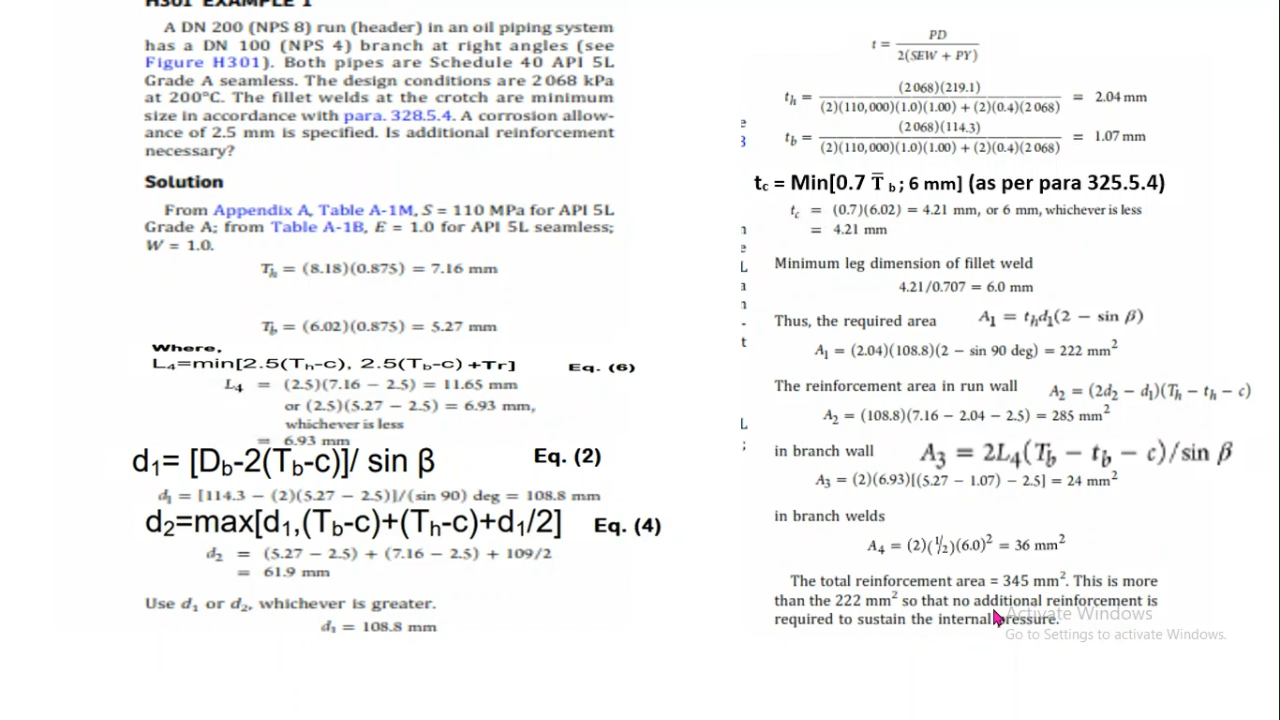 H301 EXAMPLE 1
A DN 200 (NPS 8) run (header) in an oil piping system
has a DN 100 (NPS 4) branch at right angles (see
Figure H301). Both pipes are Schedule 40 API 5L
Grade A seamless. The design conditions are 2 068 kPa
at 200°C. The fillet welds at the crotch are minimum
size in accordance with para. 328.5.4. A corrosion allow-
ance of 2.5 mm is specified. Is additional reinforcement
necessary?
Solution
From Appendix A, Table A-1M, S = 110 MPa for API 5L
Grade A; from Table A-1B, E = 1.0 for API 5L seamless;
W = 1.0.
T̅h = (8.18)(0.875) = 7.16 mm
T̅b = (6.02)(0.875) = 5.27 mm
Where,
L₄=min[2.5(Th-c), 2.5(Tb-c)+Tr] Eq. (6)
L₄ = (2.5)(7.16 − 2.5) = 11.65 mm
or (2.5)(5.27 − 2.5) = 6.93 mm,
whichever is less
= 6.93 mm
d₁= [Db-2(Tb-c)]/ sin β Eq. (2)
d₁ = [114.3 − (2)(5.27 − 2.5)]/(sin 90) deg = 108.8 mm
d₂=max[d₁,(Tb-c)+(Th-c)+d₁/2] Eq. (4)
d₂ = (5.27 − 2.5) + (7.16 − 2.5) + 109/2
= 61.9 mm
Use d₁ or d₂, whichever is greater.
d₁ = 108.8 mm
t = PD / 2(SEW + PY)
th = (2 068)(219.1) / (2)(110,000)(1.0)(1.00) + (2)(0.4)(2 068) = 2.04 mm
tb = (2 068)(114.3) / (2)(110,000)(1.0)(1.00) + (2)(0.4)(2 068) = 1.07 mm
tc = Min[0.7 T̅b ; 6 mm] (as per para 325.5.4)
tc = (0.7)(6.02) = 4.21 mm, or 6 mm, whichever is less
= 4.21 mm
Minimum leg dimension of fillet weld
4.21/0.707 = 6.0 mm
Thus, the required area A₁ = thd₁(2 − sin β)
A₁ = (2.04)(108.8)(2 − sin 90 deg) = 222 mm²
The reinforcement area in run wall A₂ = (2d₂ − d₁)(Th − th − c)
A₂ = (108.8)(7.16 − 2.04 − 2.5) = 285 mm²
in branch wall A₃ = 2L₄(Tb − tb − c)/sin β
A₃ = (2)(6.93)[(5.27 − 1.07) − 2.5] = 24 mm²
in branch welds
A₄ = (2)(½)(6.0)² = 36 mm²
The total reinforcement area = 345 mm². This is more
than the 222 mm² so that no additional reinforcement is
required to sustain the internal pressure.
Activate Windows
Go to Settings to activate Windows.